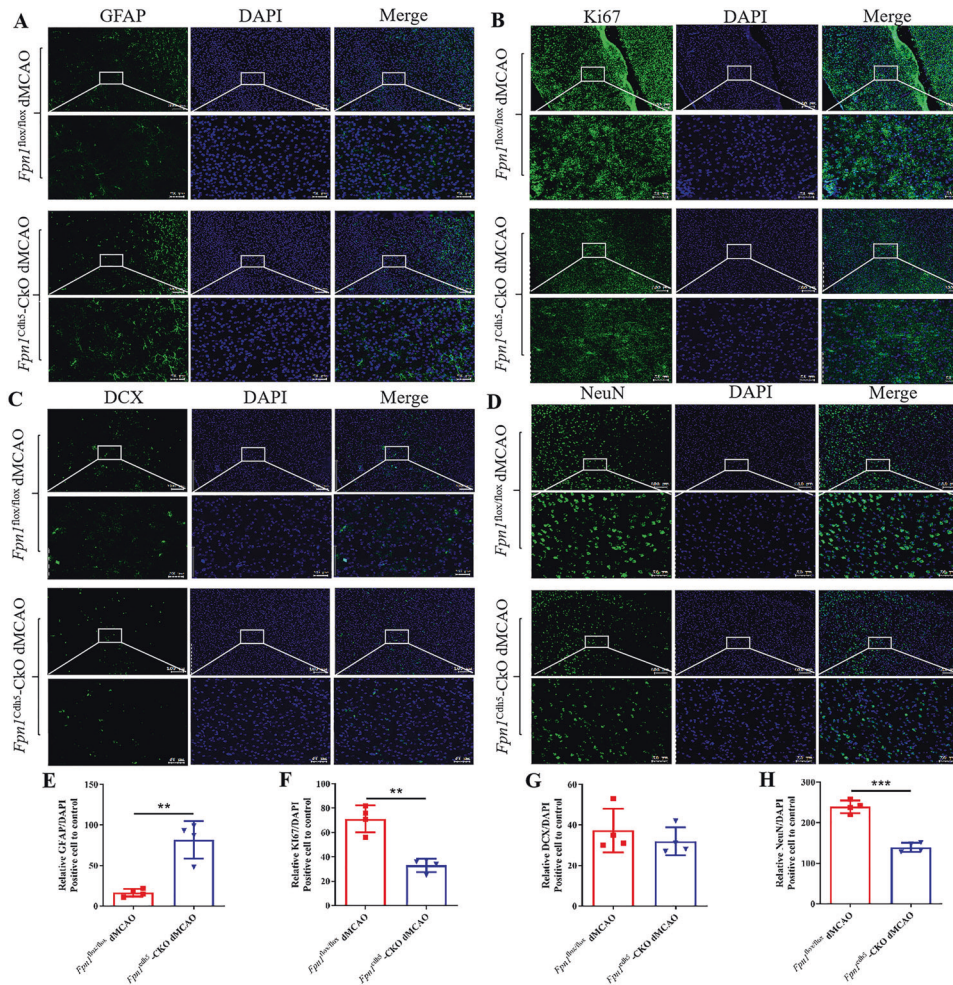 A GFAP DAPI Merge
Fpn1flox/flox dMCAO
Fpn1Cdh5-CkO dMCAO
B Ki67 DAPI Merge
Fpn1flox/flox dMCAO
Fpn1Cdh5-CkO dMCAO
C DCX DAPI Merge
Fpn1flox/flox dMCAO
Fpn1Cdh5-CkO dMCAO
D NeuN DAPI Merge
Fpn1flox/flox dMCAO
Fpn1Cdh5-CkO dMCAO
E
Relative GFAP/DAPI
Positive cell to control
150
100
50
0
**
Fpn1flox/flox dMCAO
Fpn1cdh5-CKO dMCAO
F
Relative KI67/DAPI
Positive cell to control
100
80
60
40
20
0
**
Fpn1flox/flox dMCAO
Fpn1cdh5-CKO dMCAO
G
Relative DCX/DAPI
Positive cell to control
60
40
20
0
Fpn1flox/flox dMCAO
Fpn1cdh5-CKO dMCAO
H
Relative NeuN/DAPI
Positive cell to control
300
200
100
0
***
Fpn1flox/flox dMCAO
Fpn1cdh5-CKO dMCAO